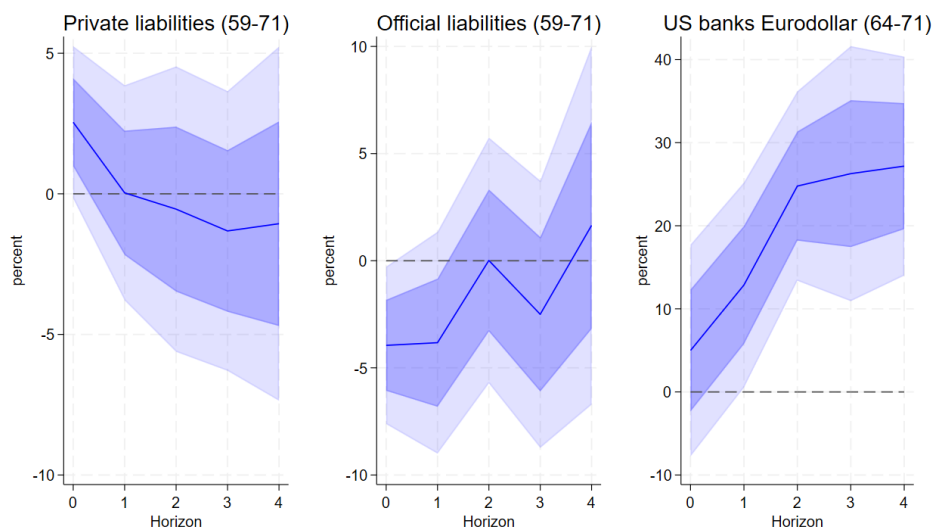 Private liabilities (59-71)
percent
5
0
-5
-10
0 1 2 3 4
Horizon
Official liabilities (59-71)
percent
10
5
0
-5
-10
0 1 2 3 4
Horizon
US banks Eurodollar (64-71)
percent
40
30
20
10
0
-10
0 1 2 3 4
Horizon